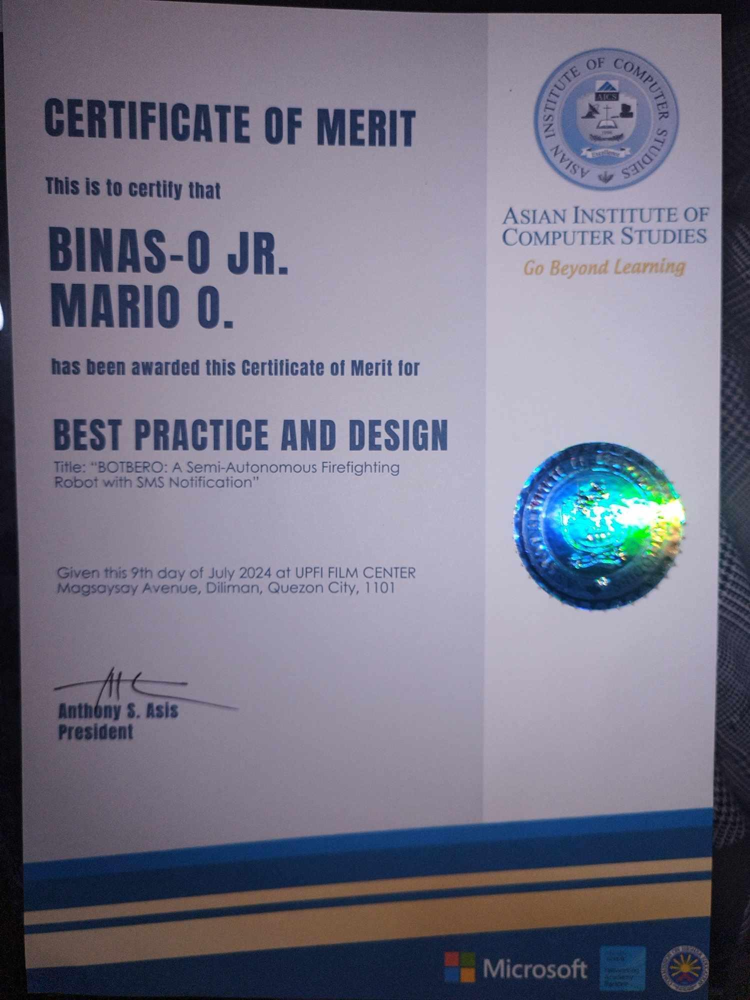 CERTIFICATE OF MERIT
This is to certify that
BINAS-O JR.
MARIO O.
has been awarded this Certificate of Merit for
BEST PRACTICE AND DESIGN
Title: “BOTBERO: A Semi-Autonomous Firefighting
Robot with SMS Notification”
Given this 9th day of July 2024 at UPFI FILM CENTER
Magsaysay Avenue, Diliman, Quezon City, 1101
Anthony S. Asis
President
ASIAN INSTITUTE OF COMPUTER STUDIES
AICS
Excellence
ASIAN INSTITUTE OF
COMPUTER STUDIES
Go Beyond Learning
Microsoft
Networking
Academy